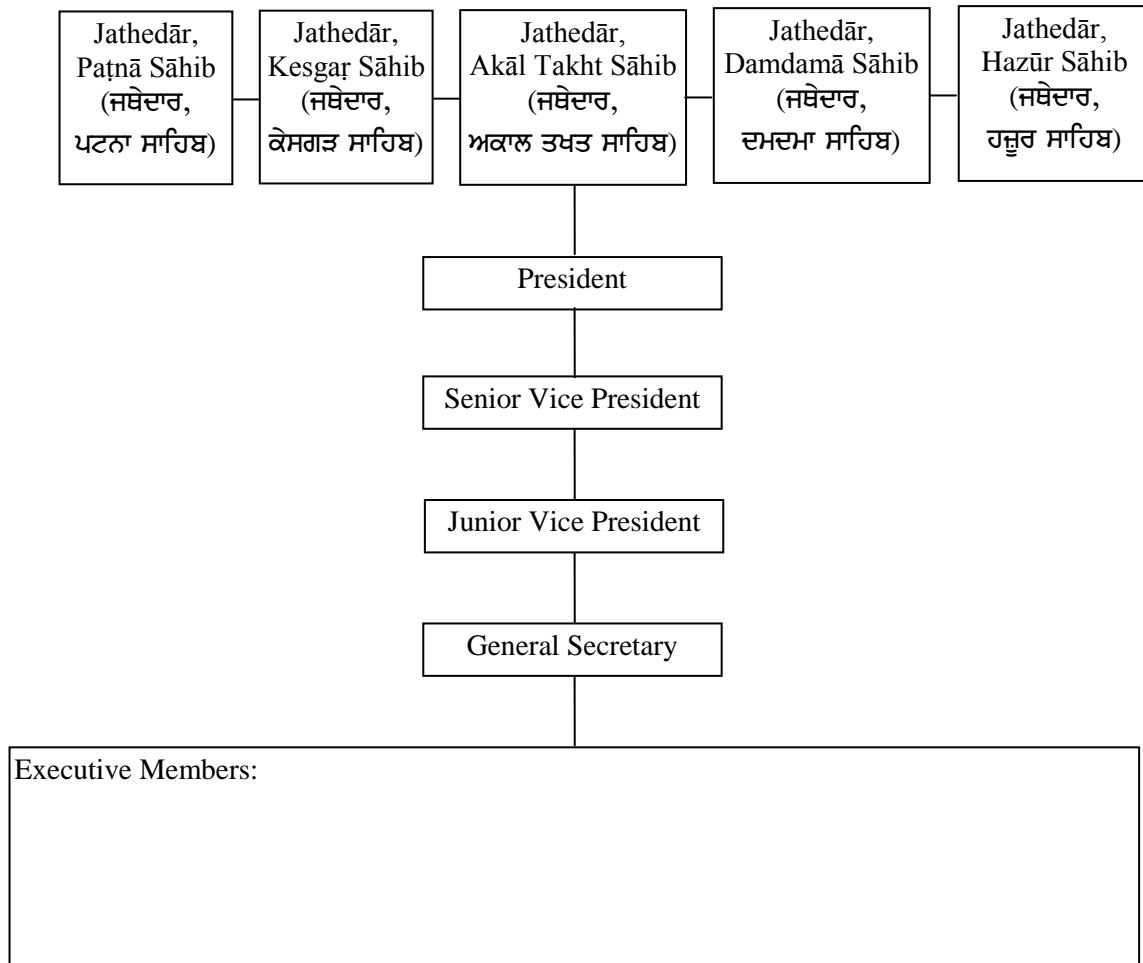 Jathedār,
Paṭnā Sāhib
(ਜਥੇਦਾਰ,
ਪਟਨਾ ਸਾਹਿਬ)
Jathedār,
Kesgaṛ Sāhib
(ਜਥੇਦਾਰ,
ਕੇਸਗੜ ਸਾਹਿਬ)
Jathedār,
Akāl Takht Sāhib
(ਜਥੇਦਾਰ,
ਅਕਾਲ ਤਖਤ ਸਾਹਿਬ)
Jathedār,
Damdamā Sāhib
(ਜਥੇਦਾਰ,
ਦਮਦਮਾ ਸਾਹਿਬ)
Jathedār,
Hazūr Sāhib
(ਜਥੇਦਾਰ,
ਹਜ਼ੂਰ ਸਾਹਿਬ)
President
Senior Vice President
Junior Vice President
General Secretary
Executive Members: